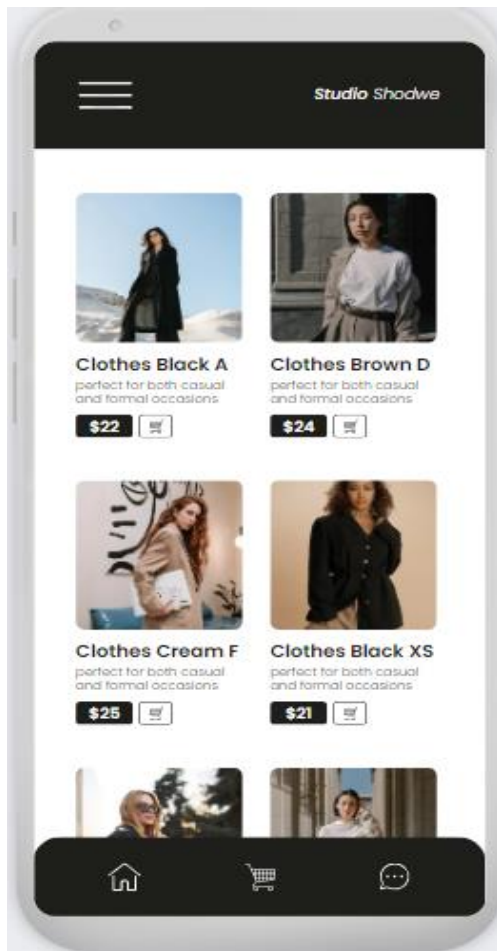 Studio Shodwe
Clothes Black A
perfect for both casual
and formal occasions
$22
Clothes Brown D
perfect for both casual
and formal occasions
$24
Clothes Cream F
perfect for both casual
and formal occasions
$25
Clothes Black XS
perfect for both casual
and formal occasions
$21